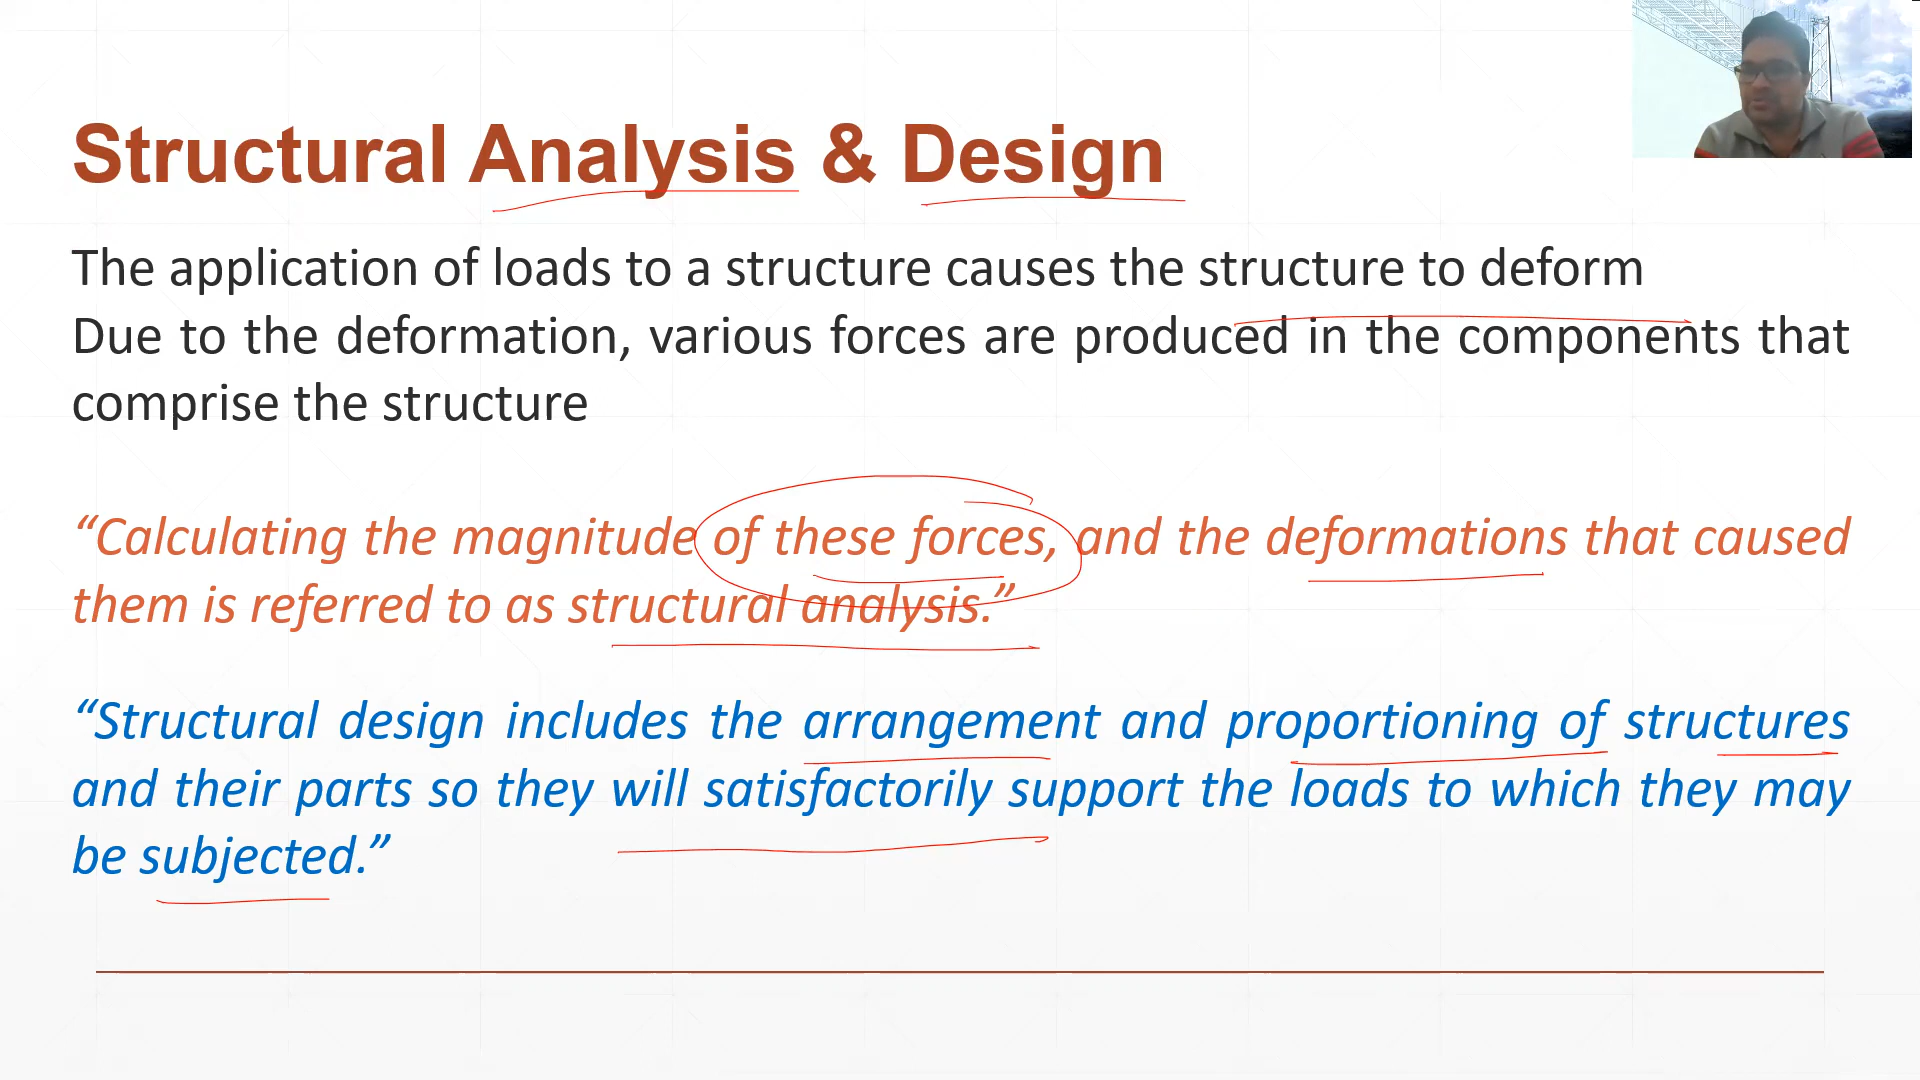 Structural Analysis & Design
The application of loads to a structure causes the structure to deform
Due to the deformation, various forces are produced in the components that
comprise the structure
“Calculating the magnitude of these forces, and the deformations that caused
them is referred to as structural analysis.”
“Structural design includes the arrangement and proportioning of structures
and their parts so they will satisfactorily support the loads to which they may
be subjected.”